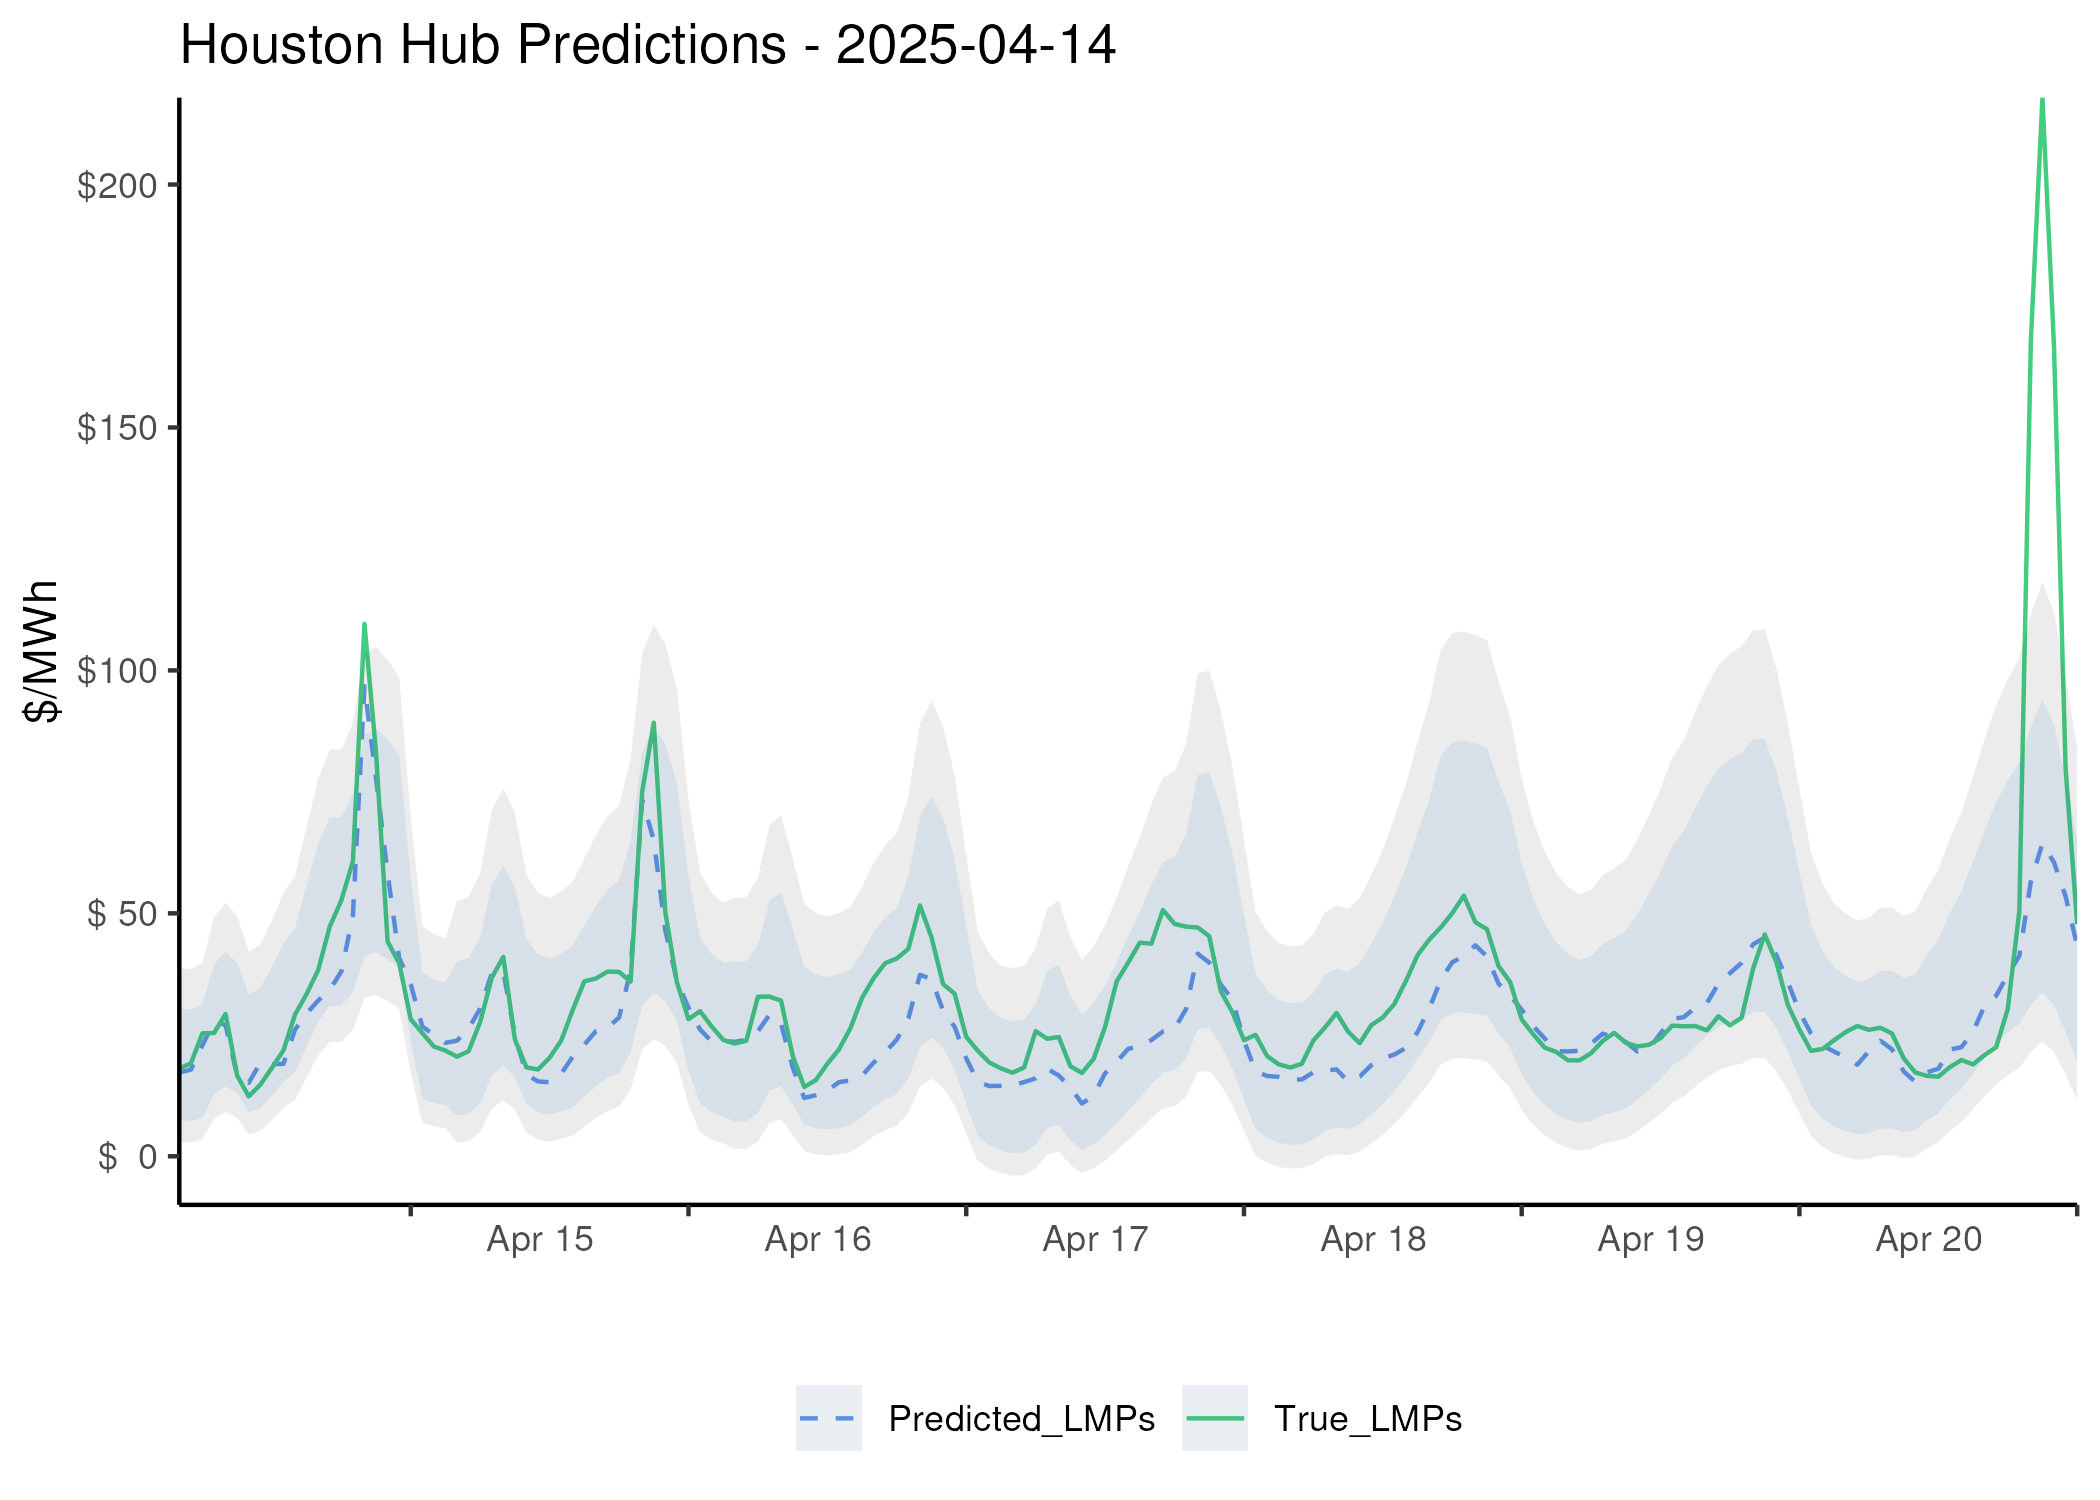 Houston Hub Predictions - 2025-04-14
$/MWh
$200
$150
$100
$ 50
$  0
Apr 15 Apr 16 Apr 17 Apr 18 Apr 19 Apr 20
Predicted_LMPs True_LMPs